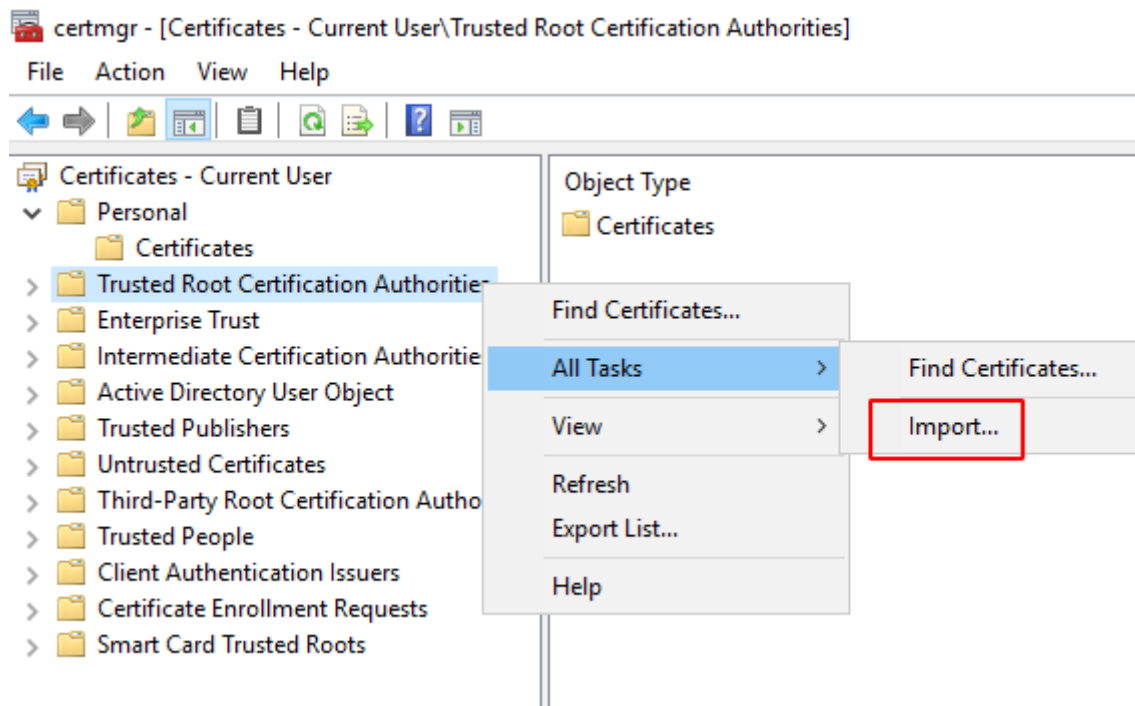 certmgr - [Certificates - Current User\Trusted Root Certification Authorities]
File Action View Help
Certificates - Current User
Personal
Certificates
Trusted Root Certification Authorities
Enterprise Trust
Intermediate Certification Authoritie
Active Directory User Object
Trusted Publishers
Untrusted Certificates
Third-Party Root Certification Autho
Trusted People
Client Authentication Issuers
Certificate Enrollment Requests
Smart Card Trusted Roots
Object Type
Certificates
Find Certificates...
All Tasks
View
Refresh
Export List...
Help
Find Certificates...
Import...